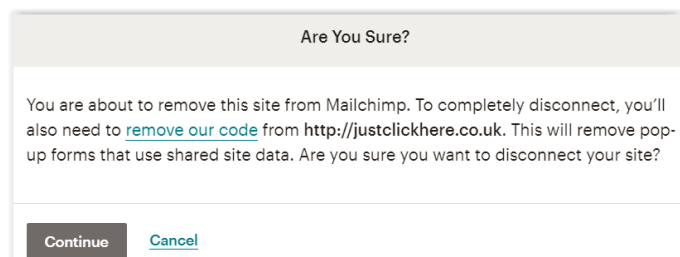 Are You Sure?
You are about to remove this site from Mailchimp. To completely disconnect, you’ll
also need to remove our code from http://justclickhere.co.uk. This will remove pop-
up forms that use shared site data. Are you sure you want to disconnect your site?
Continue Cancel